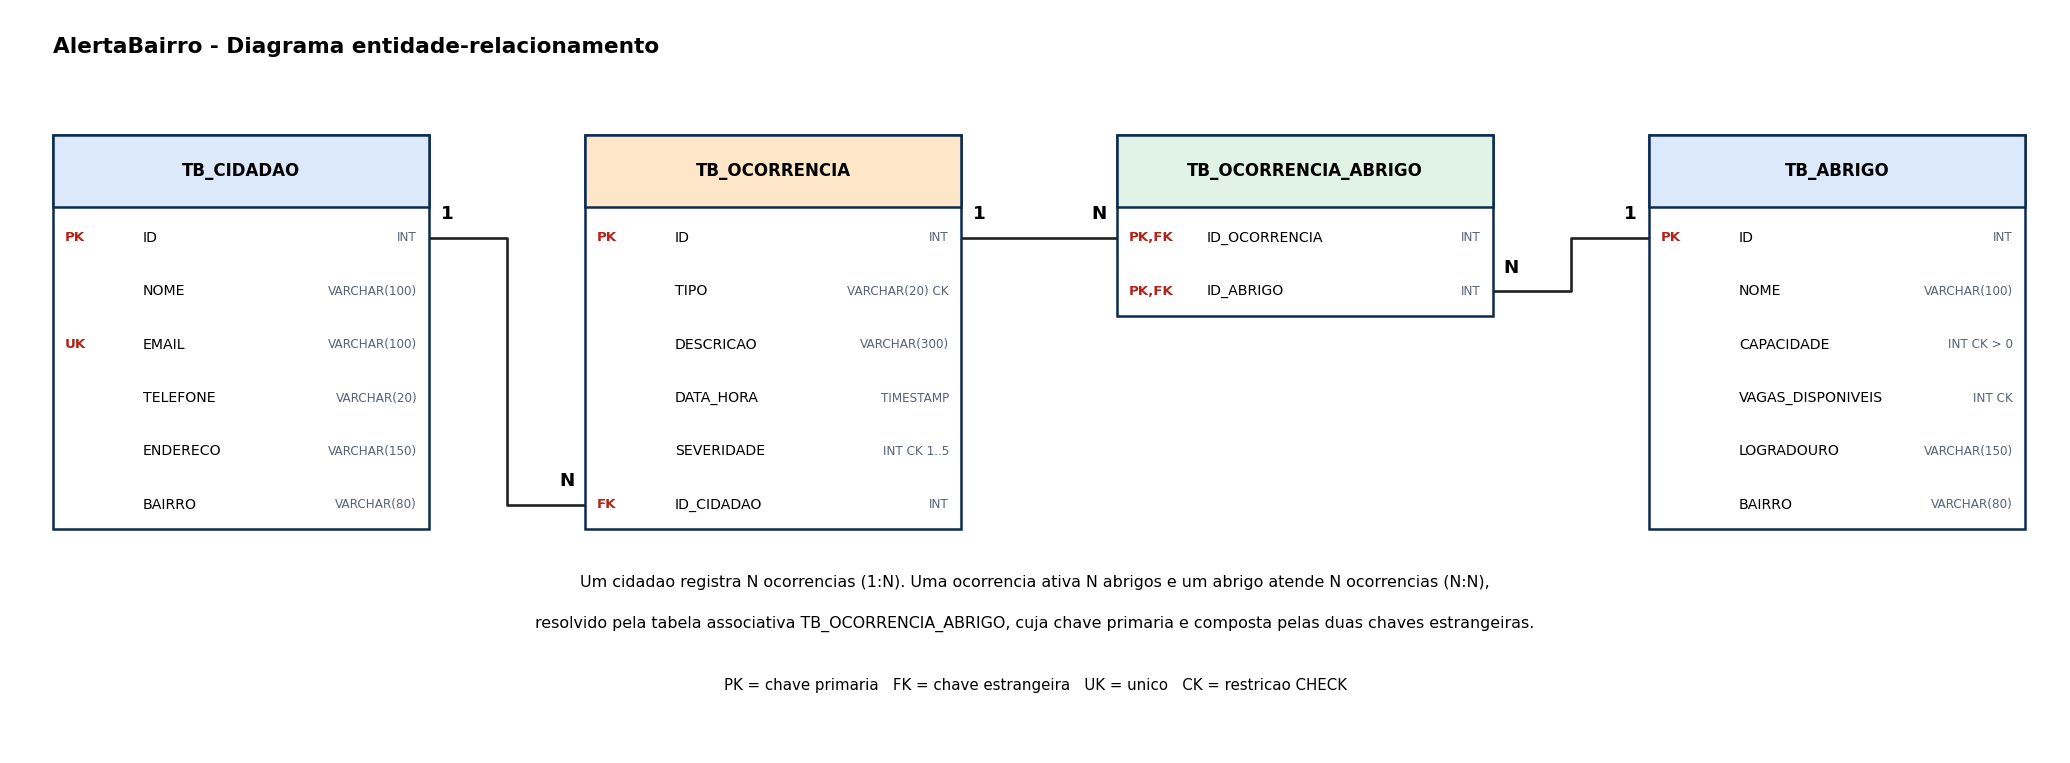 AlertaBairro - Diagrama entidade-relacionamento
TB_CIDADAO
PK ID INT
NOME VARCHAR(100)
UK EMAIL VARCHAR(100)
TELEFONE VARCHAR(20)
ENDERECO VARCHAR(150)
BAIRRO VARCHAR(80)
1
N
TB_OCORRENCIA
PK ID INT
TIPO VARCHAR(20) CK
DESCRICAO VARCHAR(300)
DATA_HORA TIMESTAMP
SEVERIDADE INT CK 1..5
FK ID_CIDADAO INT
1
N
TB_OCORRENCIA_ABRIGO
PK,FK ID_OCORRENCIA INT
PK,FK ID_ABRIGO INT
N
1
TB_ABRIGO
PK ID INT
NOME VARCHAR(100)
CAPACIDADE INT CK > 0
VAGAS_DISPONIVEIS INT CK
LOGRADOURO VARCHAR(150)
BAIRRO VARCHAR(80)
Um cidadao registra N ocorrencias (1:N). Uma ocorrencia ativa N abrigos e um abrigo atende N ocorrencias (N:N),
resolvido pela tabela associativa TB_OCORRENCIA_ABRIGO, cuja chave primaria e composta pelas duas chaves estrangeiras.
PK = chave primaria FK = chave estrangeira UK = unico CK = restricao CHECK